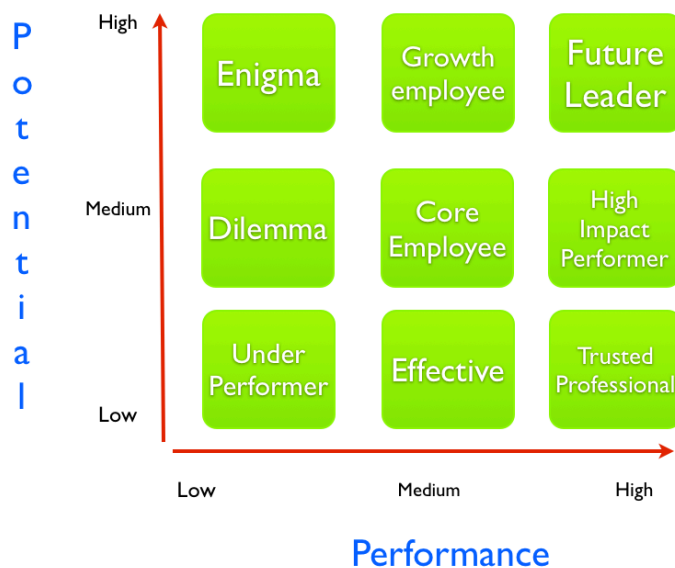 Potential
High
Enigma
Growth
employee
Future
Leader
Medium
Dilemma
Core
Employee
High
Impact
Performer
Low
Under
Performer
Effective
Trusted
Professional
Low
Medium
High
Performance